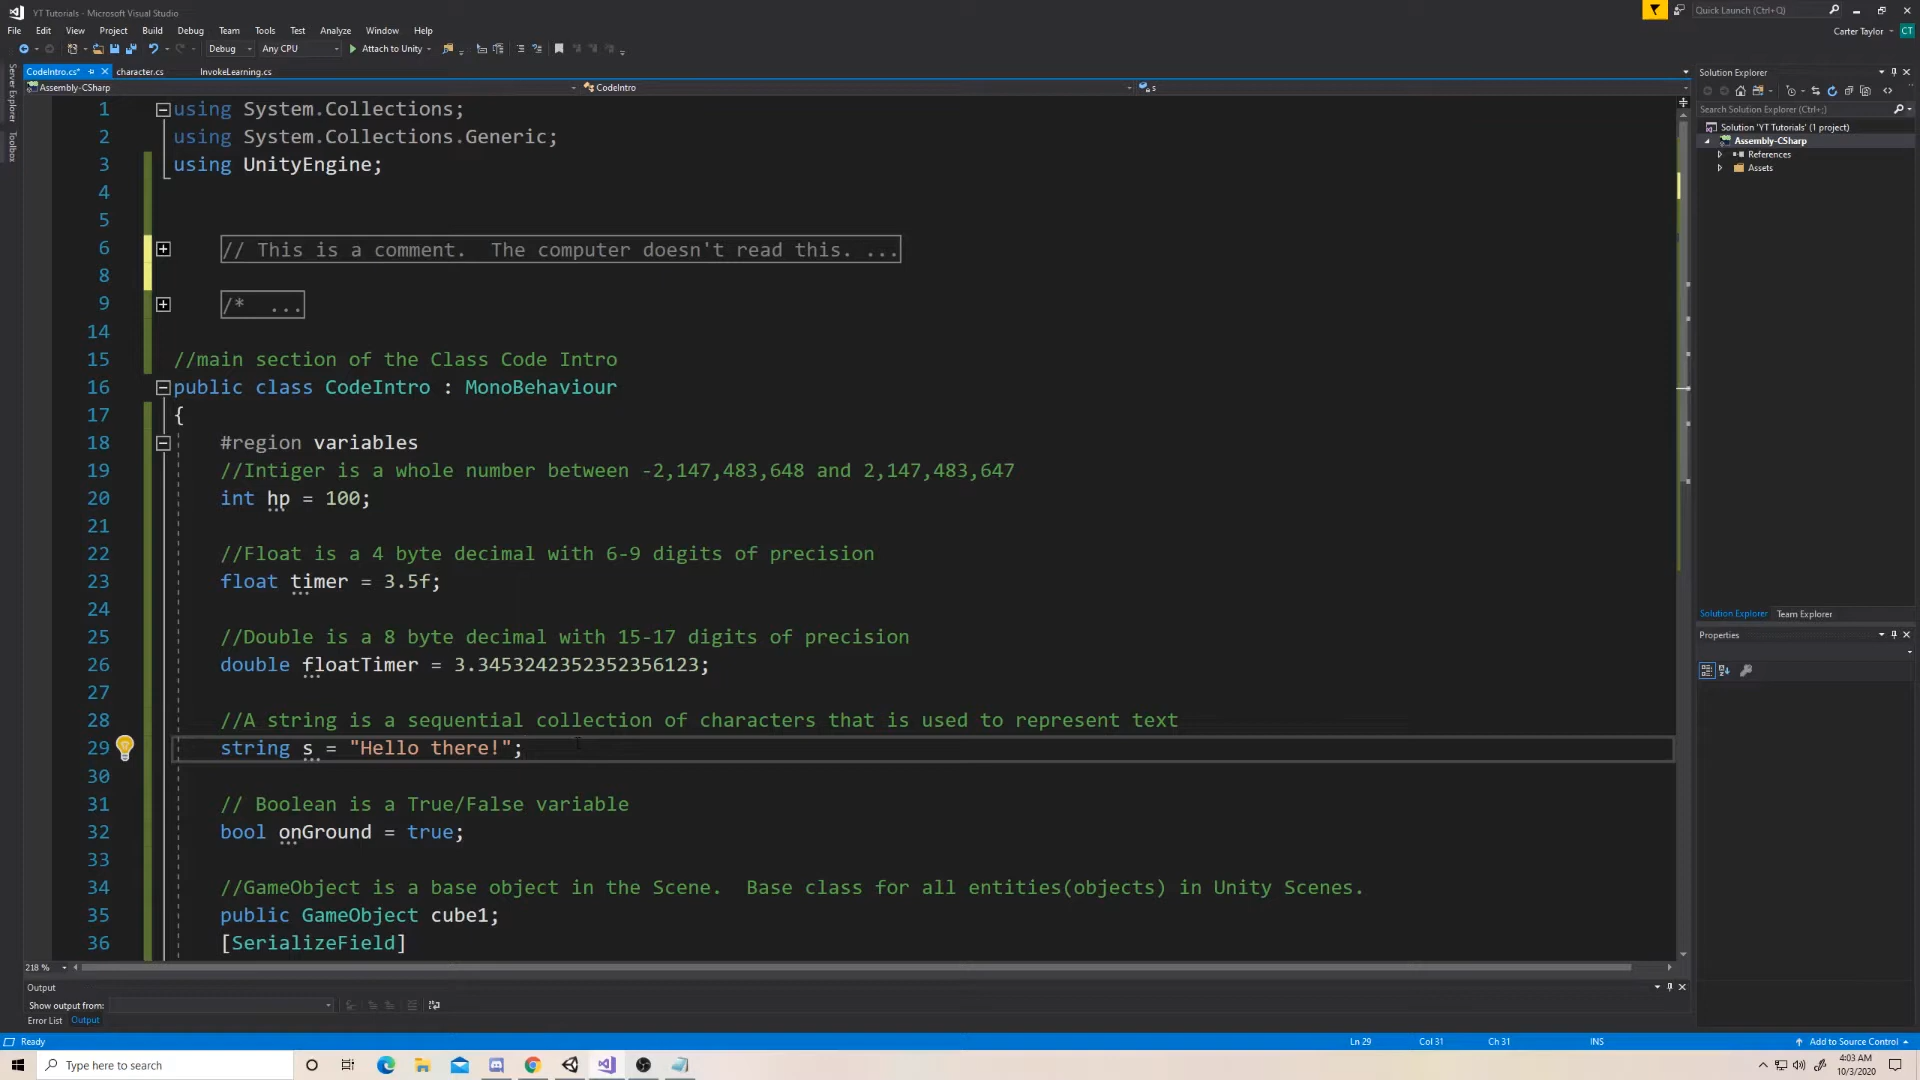 YT Tutorials - Microsoft Visual Studio
Quick Launch (Ctrl+Q)
File Edit View Project Build Debug Team Tools Test Analyze Window Help
Carter Taylor CT
Debug Any CPU Attach to Unity
CodeIntro.cs* character.cs InvokeLearning.cs
Assembly-CSharp CodeIntro s
Server Explorer
Toolbox
1 using System.Collections;
2 using System.Collections.Generic;
3 using UnityEngine;
4
5
6 // This is a comment.  The computer doesn't read this. ...
8
9 /*  ...
14
15 //main section of the Class Code Intro
16 public class CodeIntro : MonoBehaviour
17 {
18 #region variables
19 //Intiger is a whole number between -2,147,483,648 and 2,147,483,647
20 int hp = 100;
21
22 //Float is a 4 byte decimal with 6-9 digits of precision
23 float timer = 3.5f;
24
25 //Double is a 8 byte decimal with 15-17 digits of precision
26 double floatTimer = 3.3453242352352356123;
27
28 //A string is a sequential collection of characters that is used to represent text
29 string s = "Hello there!";
30
31 // Boolean is a True/False variable
32 bool onGround = true;
33
34 //GameObject is a base object in the Scene.  Base class for all entities(objects) in Unity Scenes.
35 public GameObject cube1;
36 [SerializeField]
218 %
Solution Explorer
Search Solution Explorer (Ctrl+;)
Solution 'YT Tutorials' (1 project)
Assembly-CSharp
References
Assets
Solution Explorer Team Explorer
Properties
Output
Show output from:
Error List Output
Ready Ln 29 Col 31 Ch 31 INS Add to Source Control
Type here to search
4:03 AM
10/3/2020